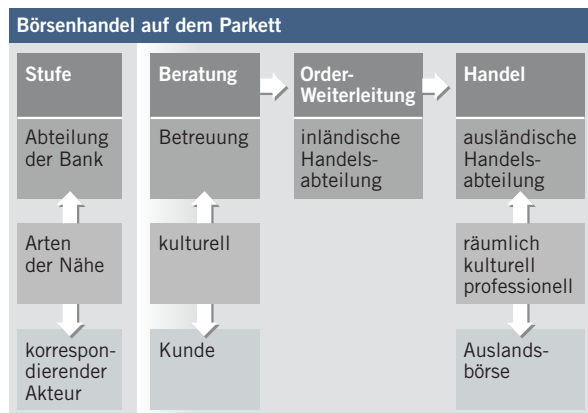 Börsenhandel auf dem Parkett
Stufe
Beratung
Order-
Weiterleitung
Handel
Abteilung
der Bank
Betreuung
inländische
Handels-
abteilung
ausländische
Handels-
abteilung
Arten
der Nähe
kulturell
räumlich
kulturell
professionell
korrespon-
dierender
Akteur
Kunde
Auslands-
börse